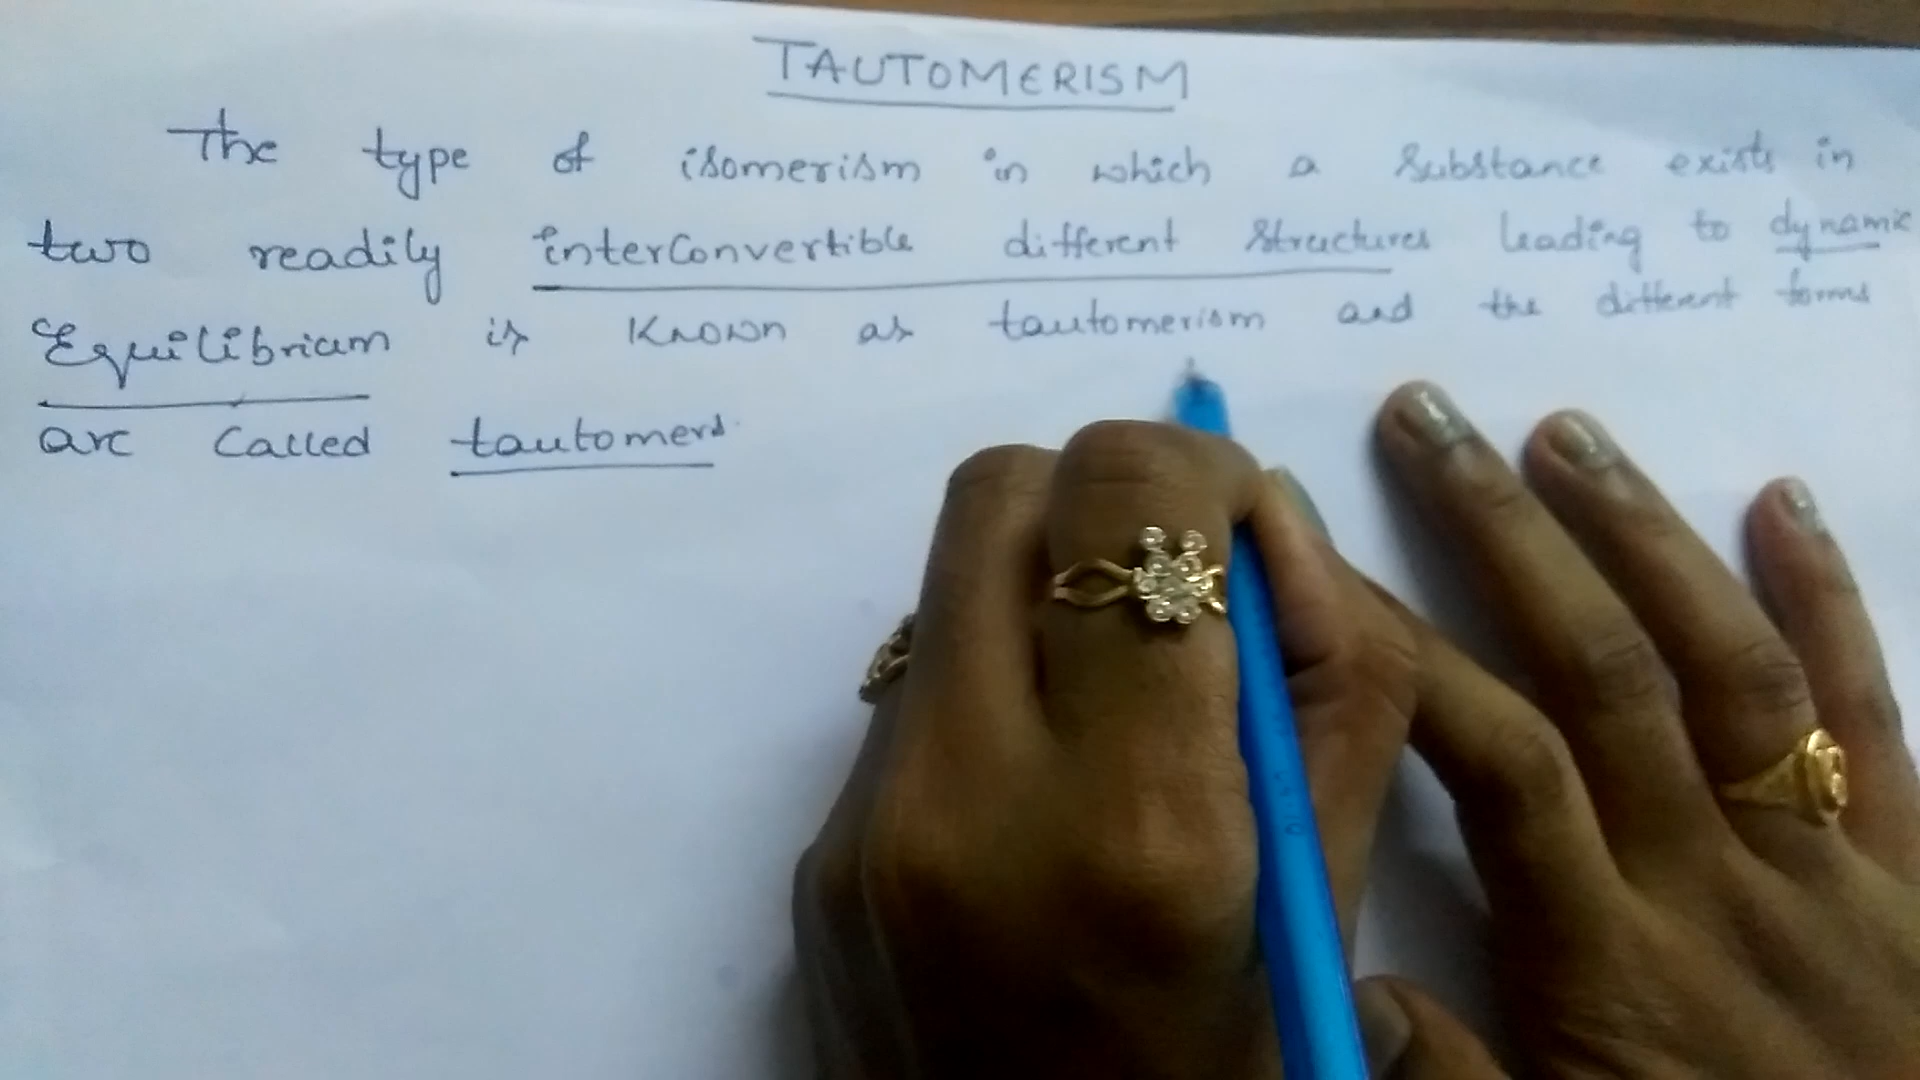 TAUTOMERISM
The type of isomerism in which a substance exists in
two readily interconvertible different structures leading to dynamic
Equilibrium is known as tautomerism and the different forms
are called tautomers.